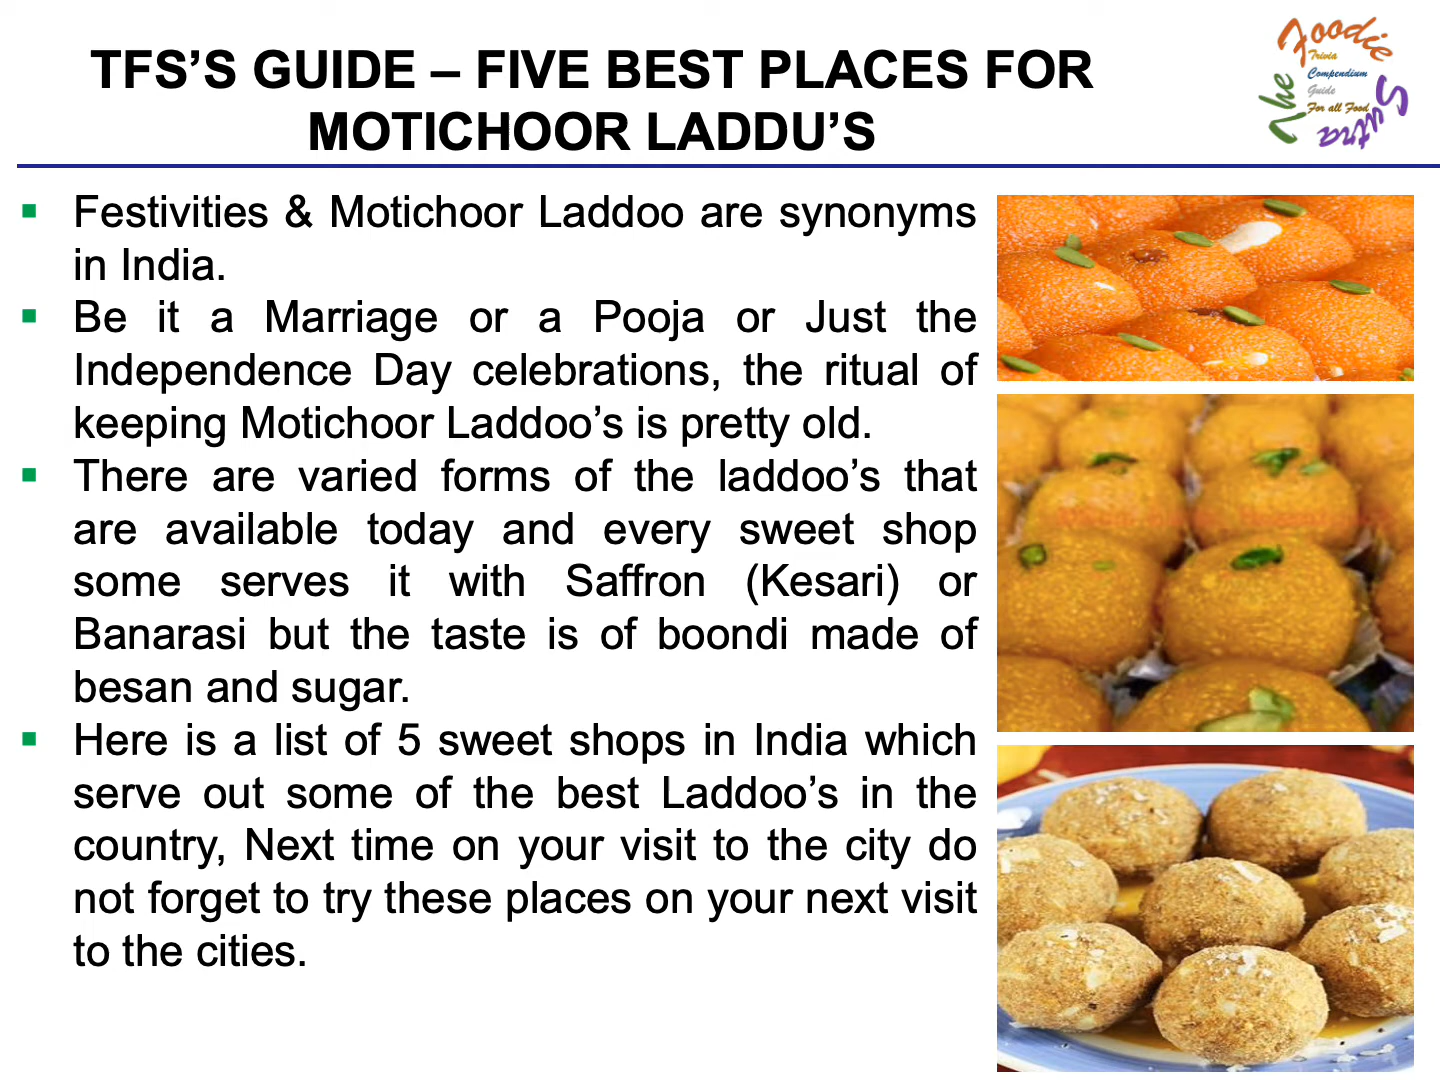 TFS’S GUIDE – FIVE BEST PLACES FOR
MOTICHOOR LADDU’S
The Foodie Sutra
Trivia
Compendium
Guide
For all Food
▪ Festivities & Motichoor Laddoo are synonyms
in India.
▪ Be it a Marriage or a Pooja or Just the
Independence Day celebrations, the ritual of
keeping Motichoor Laddoo’s is pretty old.
▪ There are varied forms of the laddoo’s that
are available today and every sweet shop
some serves it with Saffron (Kesari) or
Banarasi but the taste is of boondi made of
besan and sugar.
▪ Here is a list of 5 sweet shops in India which
serve out some of the best Laddoo’s in the
country, Next time on your visit to the city do
not forget to try these places on your next visit
to the cities.